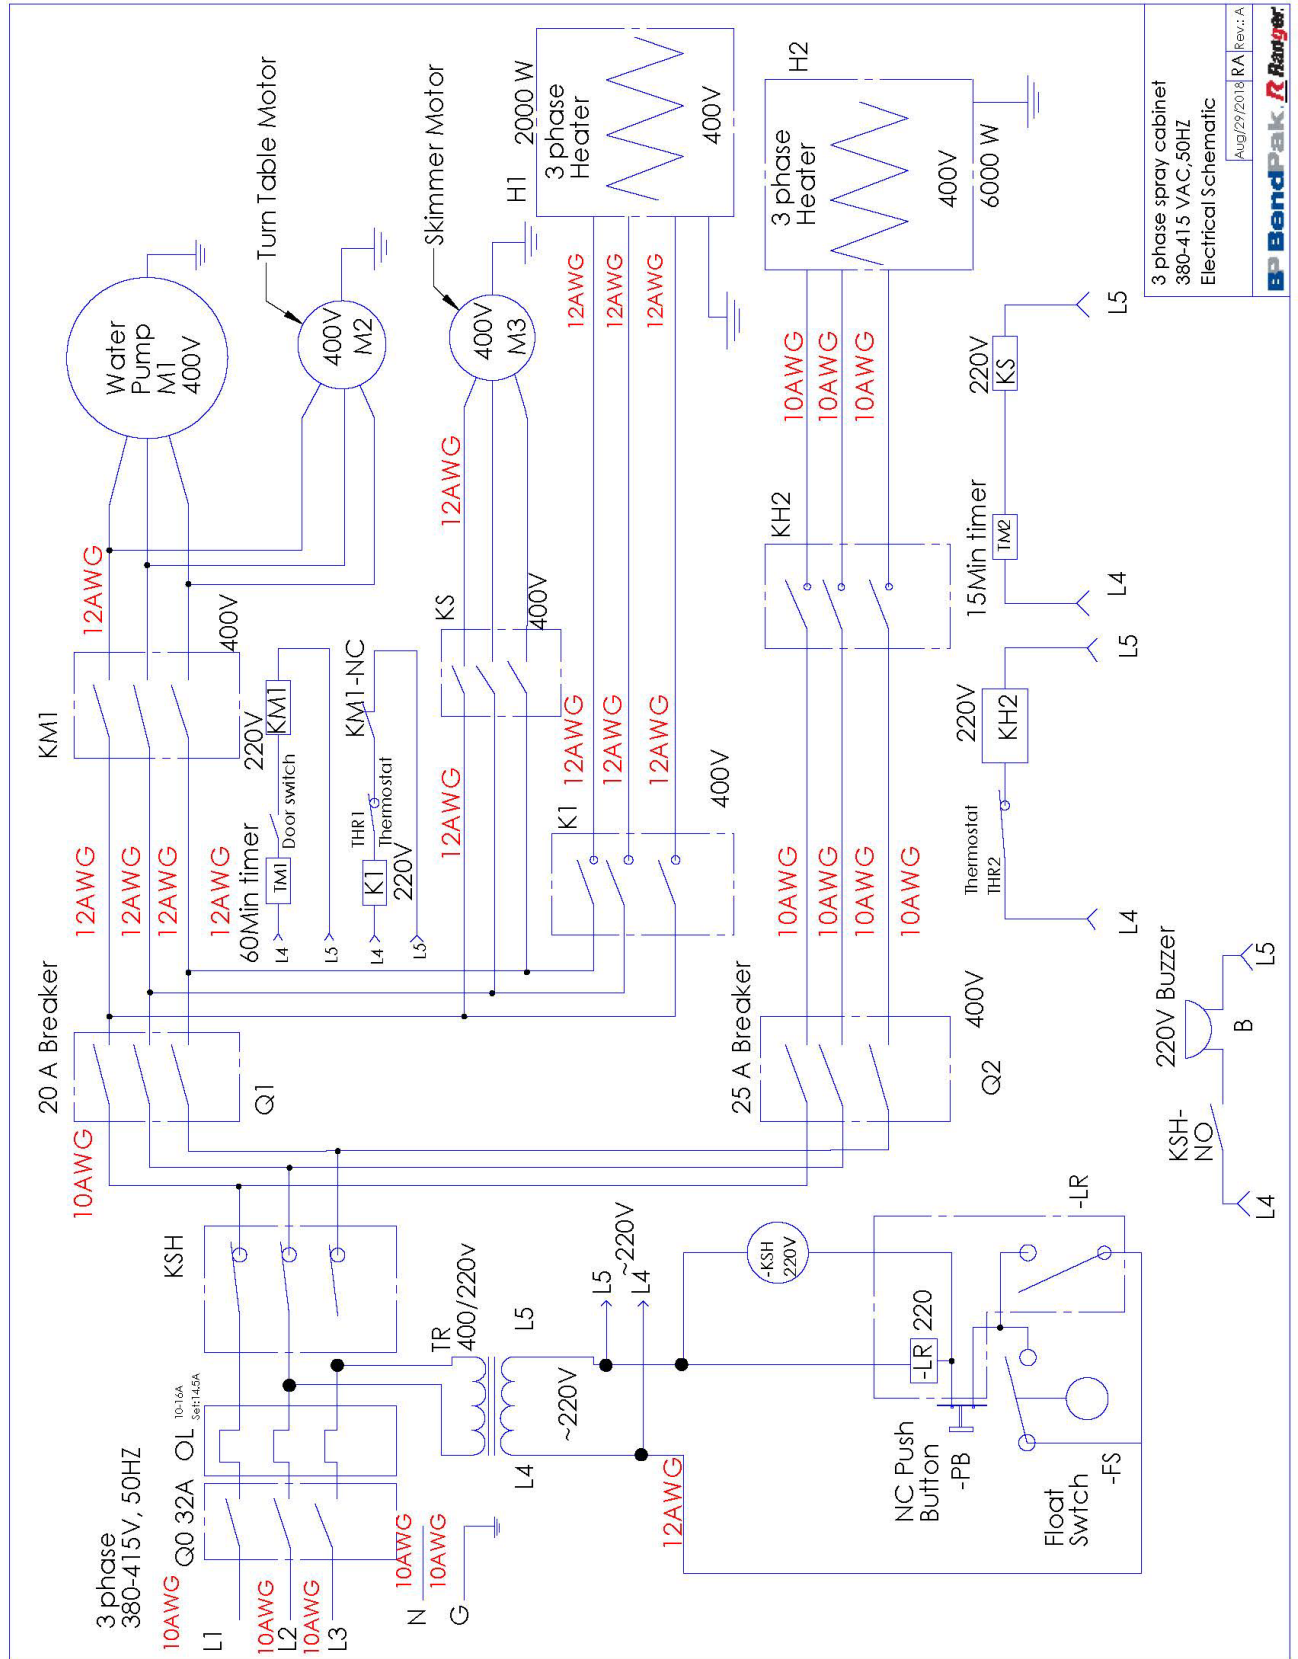 3 phase
380-415V, 50HZ
10AWG
Q0 32A OL
10-16A
Set:14.5A
L1
10AWG
L2
10AWG
L3
N
10AWG
10AWG
G
KSH
TR
400/220v
L4
L5
~220V
L5
~220V
L4
12AWG
-KSH
220V
NC Push
Button
-PB
-LR
220
-LR
Float
Swtch
-FS
20 A Breaker
10AWG
Q1
12AWG
12AWG
12AWG
12AWG
KM1
400V
12AWG
Water
Pump
M1
400V
Turn Table Motor
400V
M2
60Min timer
220V
L4
TM1
Door switch
KM1
L5
L4
K1
THR1
Thermostat
KM1-NC
220V
L5
12AWG
KS
400V
12AWG
Skimmer Motor
400V
M3
K1
400V
12AWG
12AWG
12AWG
12AWG
12AWG
12AWG
H1
2000 W
3 phase
Heater
400V
25 A Breaker
Q2
400V
10AWG
10AWG
10AWG
10AWG
KH2
10AWG
10AWG
10AWG
H2
3 phase
Heater
400V
6000 W
Thermostat
THR2
L4
220V
KH2
L5
15Min timer
TM2
L4
220V
KS
L5
KSH-
NO
L4
220V Buzzer
B
L5
3 phase spray cabinet
380-415 VAC,50HZ
Electrical Schematic
Aug/29/2018 RA Rev.: A
BP BendPak. R Ranger.